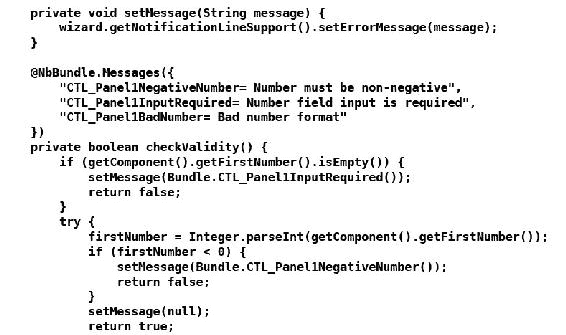 private void setMessage(String message) {
wizard.getNotificationLineSupport().setErrorMessage(message);
}
@NbBundle.Messages({
"CTL_Panel1NegativeNumber= Number must be non-negative",
"CTL_Panel1InputRequired= Number field input is required",
"CTL_Panel1BadNumber= Bad number format"
})
private boolean checkValidity() {
if (getComponent().getFirstNumber().isEmpty()) {
setMessage(Bundle.CTL_Panel1InputRequired());
return false;
}
try {
firstNumber = Integer.parseInt(getComponent().getFirstNumber());
if (firstNumber < 0) {
setMessage(Bundle.CTL_Panel1NegativeNumber());
return false;
}
setMessage(null);
return true;